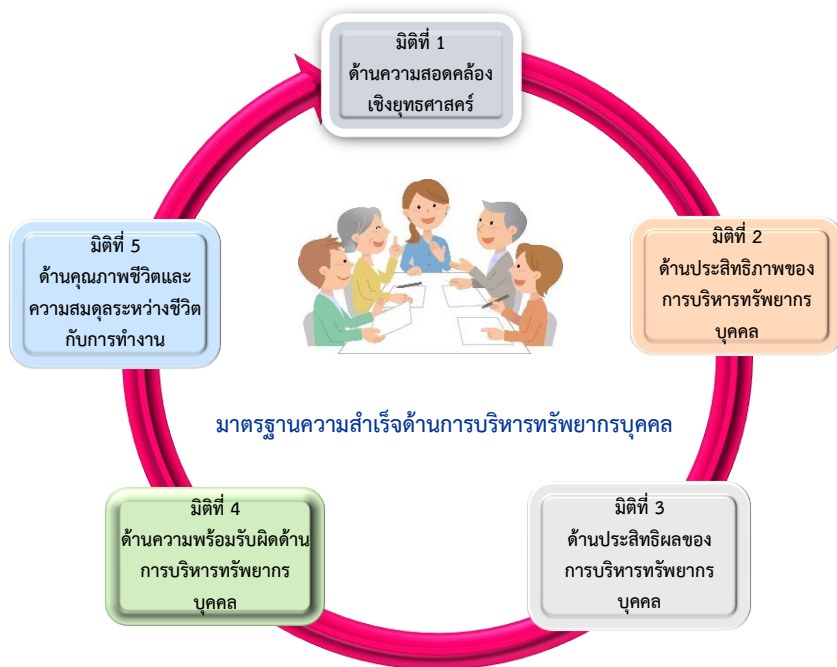 มิติที่ 1
ด้านความสอดคล้อง
เชิงยุทธศาสคร์
มิติที่ 2
ด้านประสิทธิภาพของ
การบริหารทรัพยากร
บุคคล
มิติที่ 3
ด้านประสิทธิผลของ
การบริหารทรัพยากร
บุคคล
มิติที่ 4
ด้านความพร้อมรับผิดด้าน
การบริหารทรัพยากร
บุคคล
มิติที่ 5
ด้านคุณภาพชีวิตและ
ความสมดุลระหว่างชีวิต
กับการทำงาน
มาตรฐานความสำเร็จด้านการบริหารทรัพยากรบุคคล